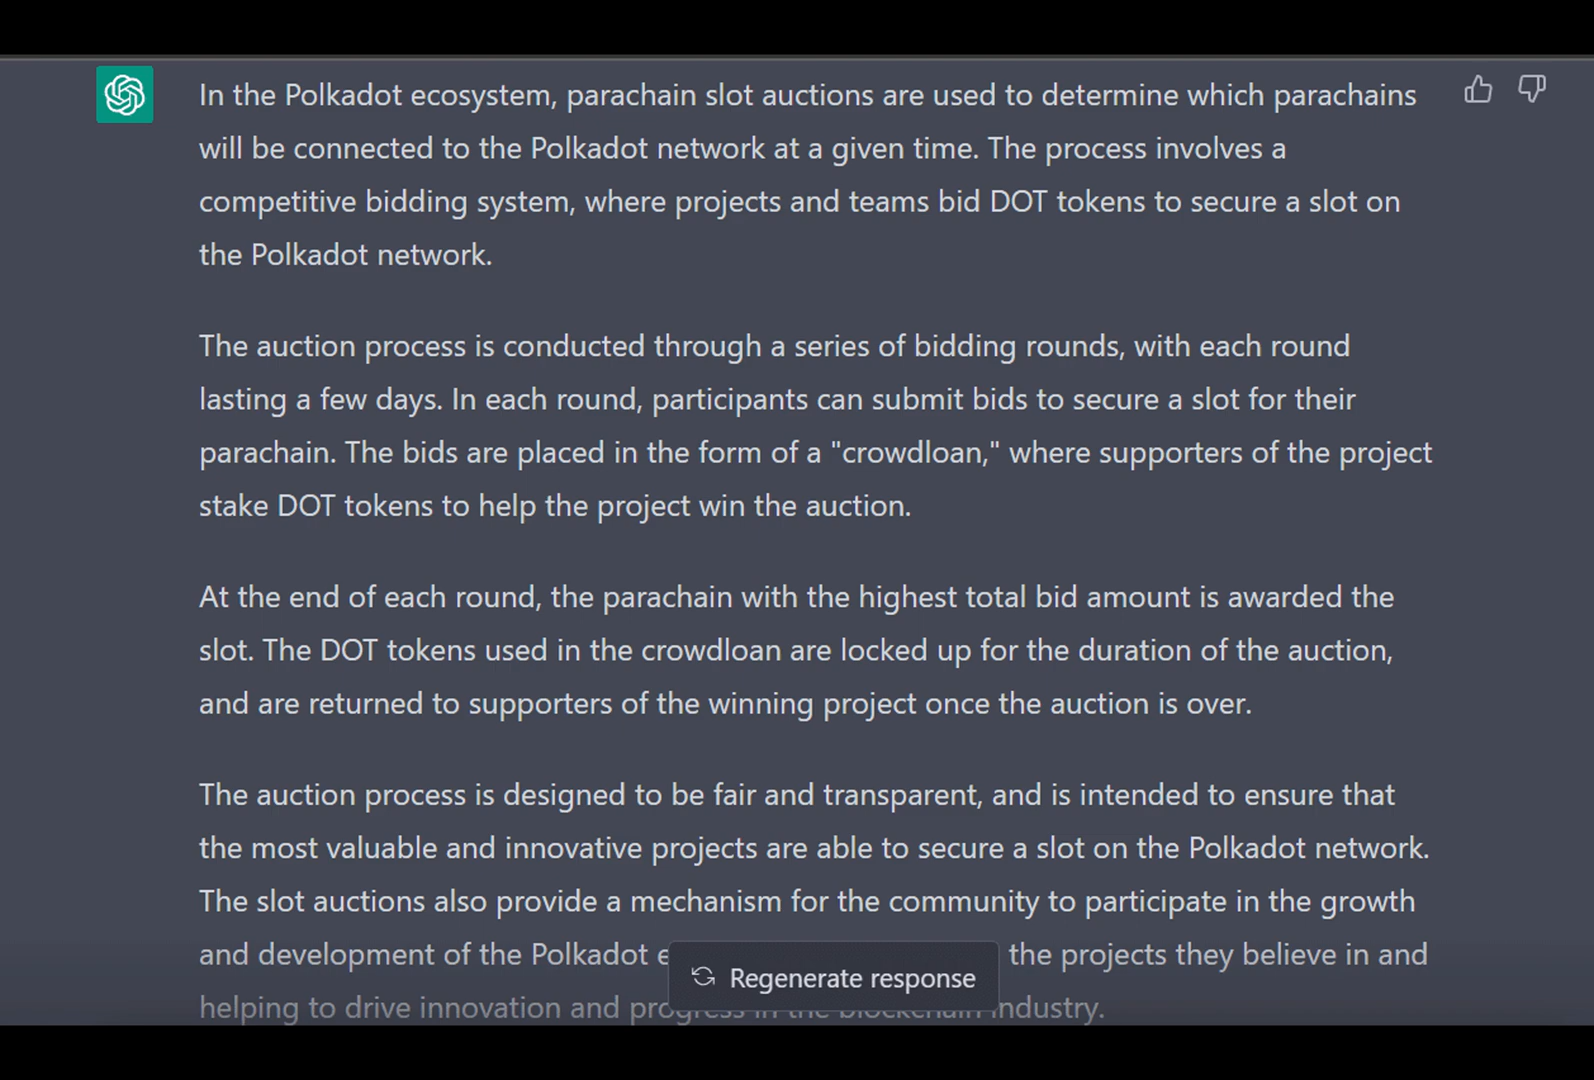 In the Polkadot ecosystem, parachain slot auctions are used to determine which parachains
will be connected to the Polkadot network at a given time. The process involves a
competitive bidding system, where projects and teams bid DOT tokens to secure a slot on
the Polkadot network.
The auction process is conducted through a series of bidding rounds, with each round
lasting a few days. In each round, participants can submit bids to secure a slot for their
parachain. The bids are placed in the form of a "crowdloan," where supporters of the project
stake DOT tokens to help the project win the auction.
At the end of each round, the parachain with the highest total bid amount is awarded the
slot. The DOT tokens used in the crowdloan are locked up for the duration of the auction,
and are returned to supporters of the winning project once the auction is over.
The auction process is designed to be fair and transparent, and is intended to ensure that
the most valuable and innovative projects are able to secure a slot on the Polkadot network.
The slot auctions also provide a mechanism for the community to participate in the growth
and development of the Polkadot the projects they believe in and
Regenerate response
helping to drive innovation and progress in the blockchain industry.